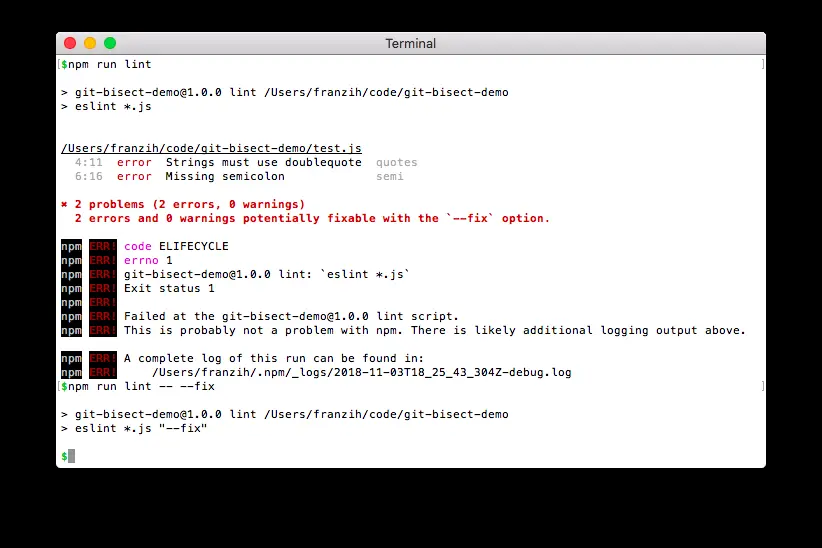 Terminal
[$npm run lint ]
> git-bisect-demo@1.0.0 lint /Users/franzih/code/git-bisect-demo
> eslint *.js
/Users/franzih/code/git-bisect-demo/test.js
4:11 error Strings must use doublequote quotes
6:16 error Missing semicolon semi
✖ 2 problems (2 errors, 0 warnings)
2 errors and 0 warnings potentially fixable with the `--fix` option.
npm ERR! code ELIFECYCLE
npm ERR! errno 1
npm ERR! git-bisect-demo@1.0.0 lint: `eslint *.js`
npm ERR! Exit status 1
npm ERR!
npm ERR! Failed at the git-bisect-demo@1.0.0 lint script.
npm ERR! This is probably not a problem with npm. There is likely additional logging output above.
npm ERR! A complete log of this run can be found in:
npm ERR! /Users/franzih/.npm/_logs/2018-11-03T18_25_43_304Z-debug.log
[$npm run lint -- --fix ]
> git-bisect-demo@1.0.0 lint /Users/franzih/code/git-bisect-demo
> eslint *.js "--fix"
$